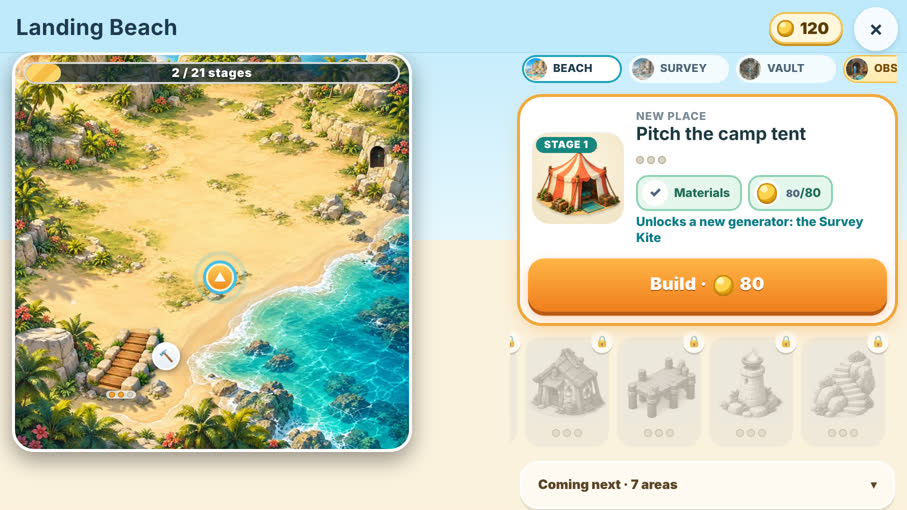 Landing Beach
120
2 / 21 stages
BEACH
SURVEY
VAULT
OBS
NEW PLACE
Pitch the camp tent
STAGE 1
Materials
80/80
Unlocks a new generator: the Survey
Kite
Build · 80
Coming next · 7 areas